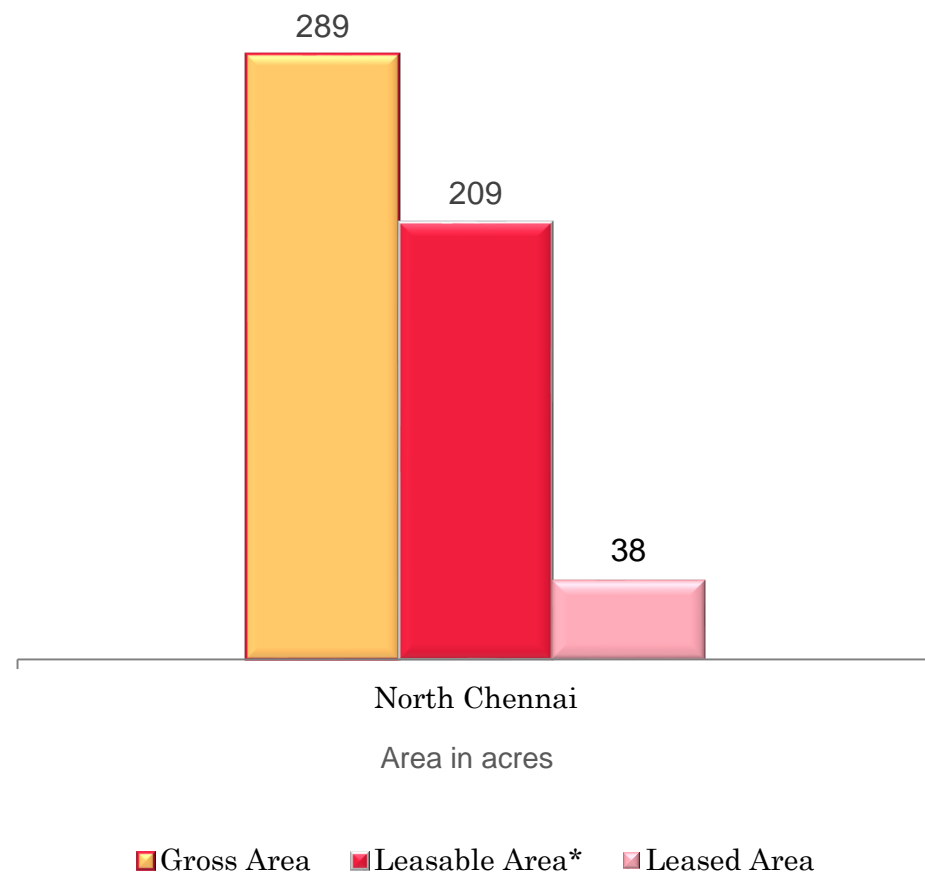 289
209
38
North Chennai
Area in acres
Gross Area Leasable Area* Leased Area